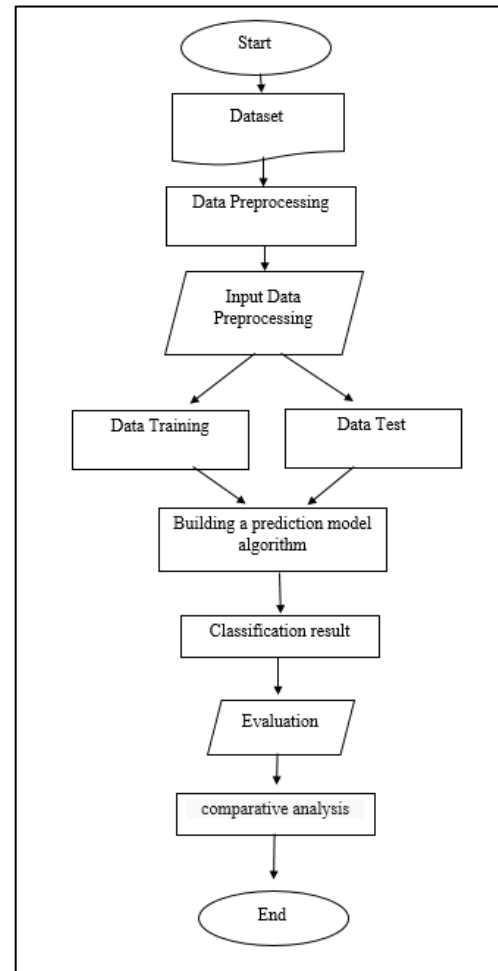 Start
Dataset
Data Preprocessing
Input Data
Preprocessing
Data Training
Data Test
Building a prediction model
algorithm
Classification result
Evaluation
comparative analysis
End